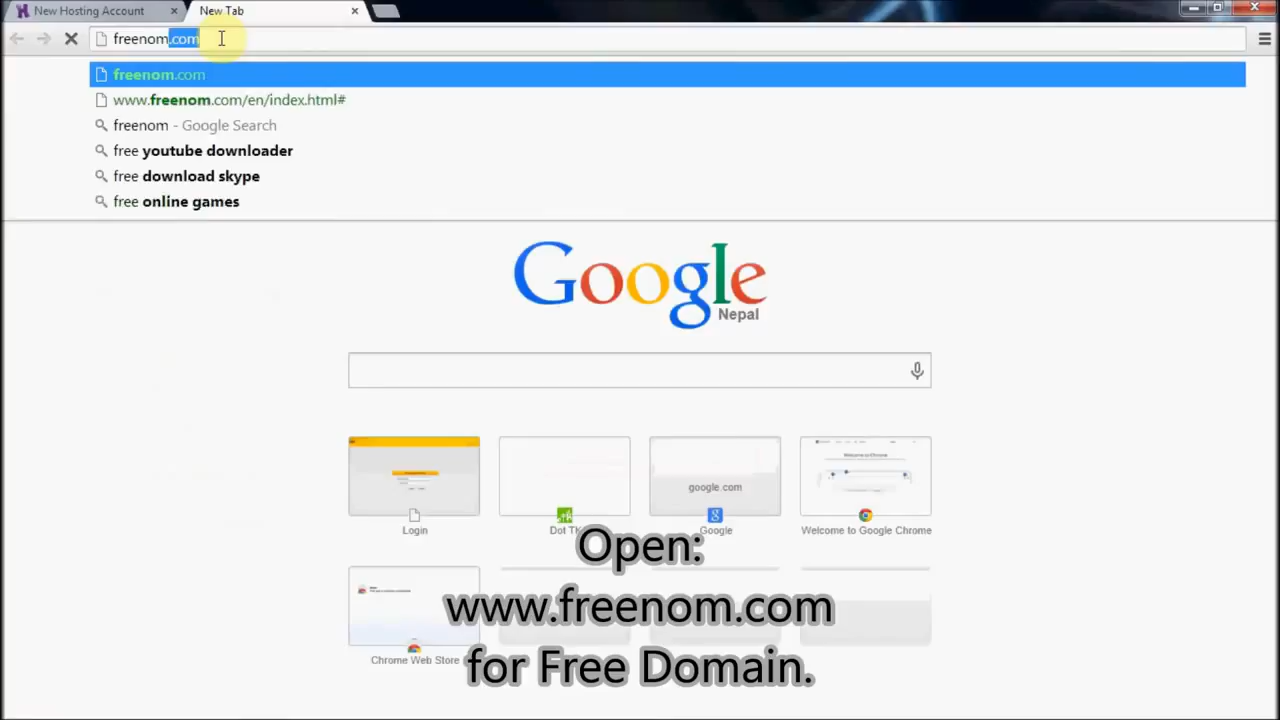 New Hosting Account
New Tab
freenom.com
freenom.com
www.freenom.com/en/index.html#
freenom - Google Search
free youtube downloader
free download skype
free online games
Google
Nepal
google.com
Login
Dot TK
Google
Welcome to Google Chrome
Chrome Web Store
Open:
www.freenom.com
for Free Domain.